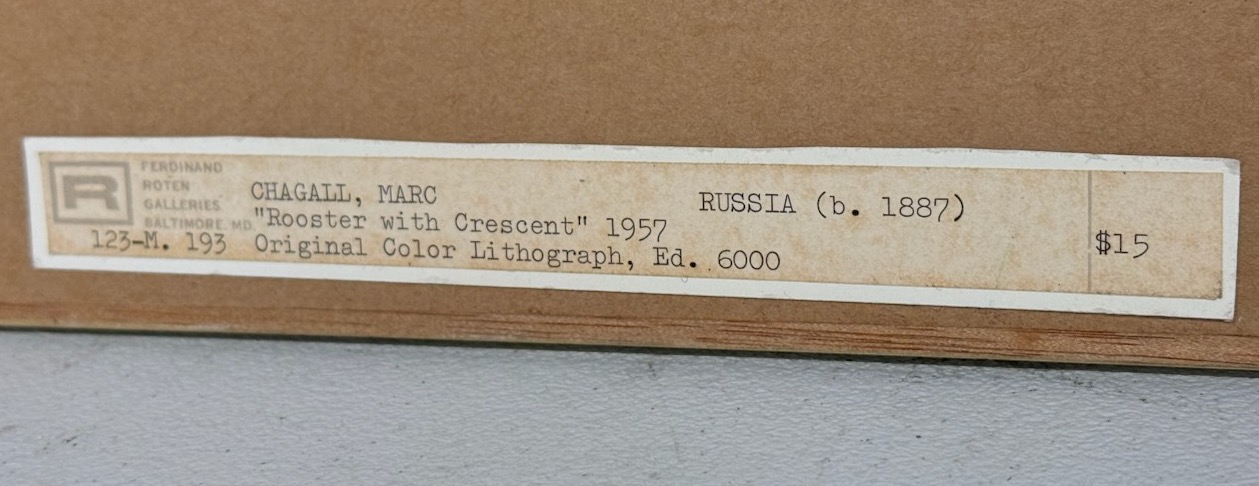 R
FERDINAND
ROTEN
GALLERIES
BALTIMORE, MD.
CHAGALL, MARC RUSSIA (b. 1887)
"Rooster with Crescent" 1957
123-M. 193 Original Color Lithograph, Ed. 6000
$15